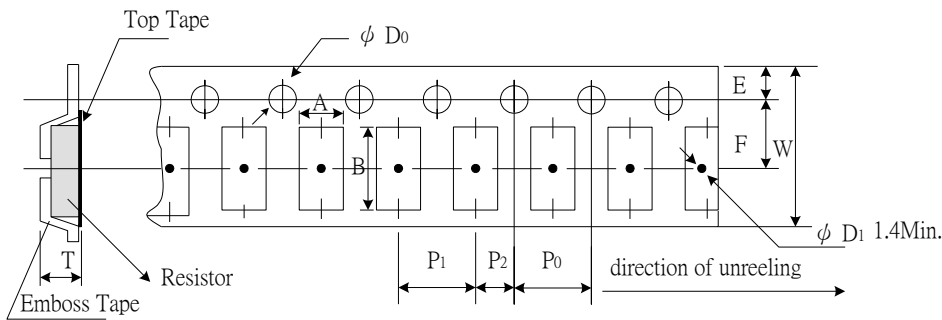 Top Tape
ϕ D0
A
E
B
F
W
ϕ D1 1.4Min.
T
Resistor
P1
P2
P0
direction of unreeling
Emboss Tape